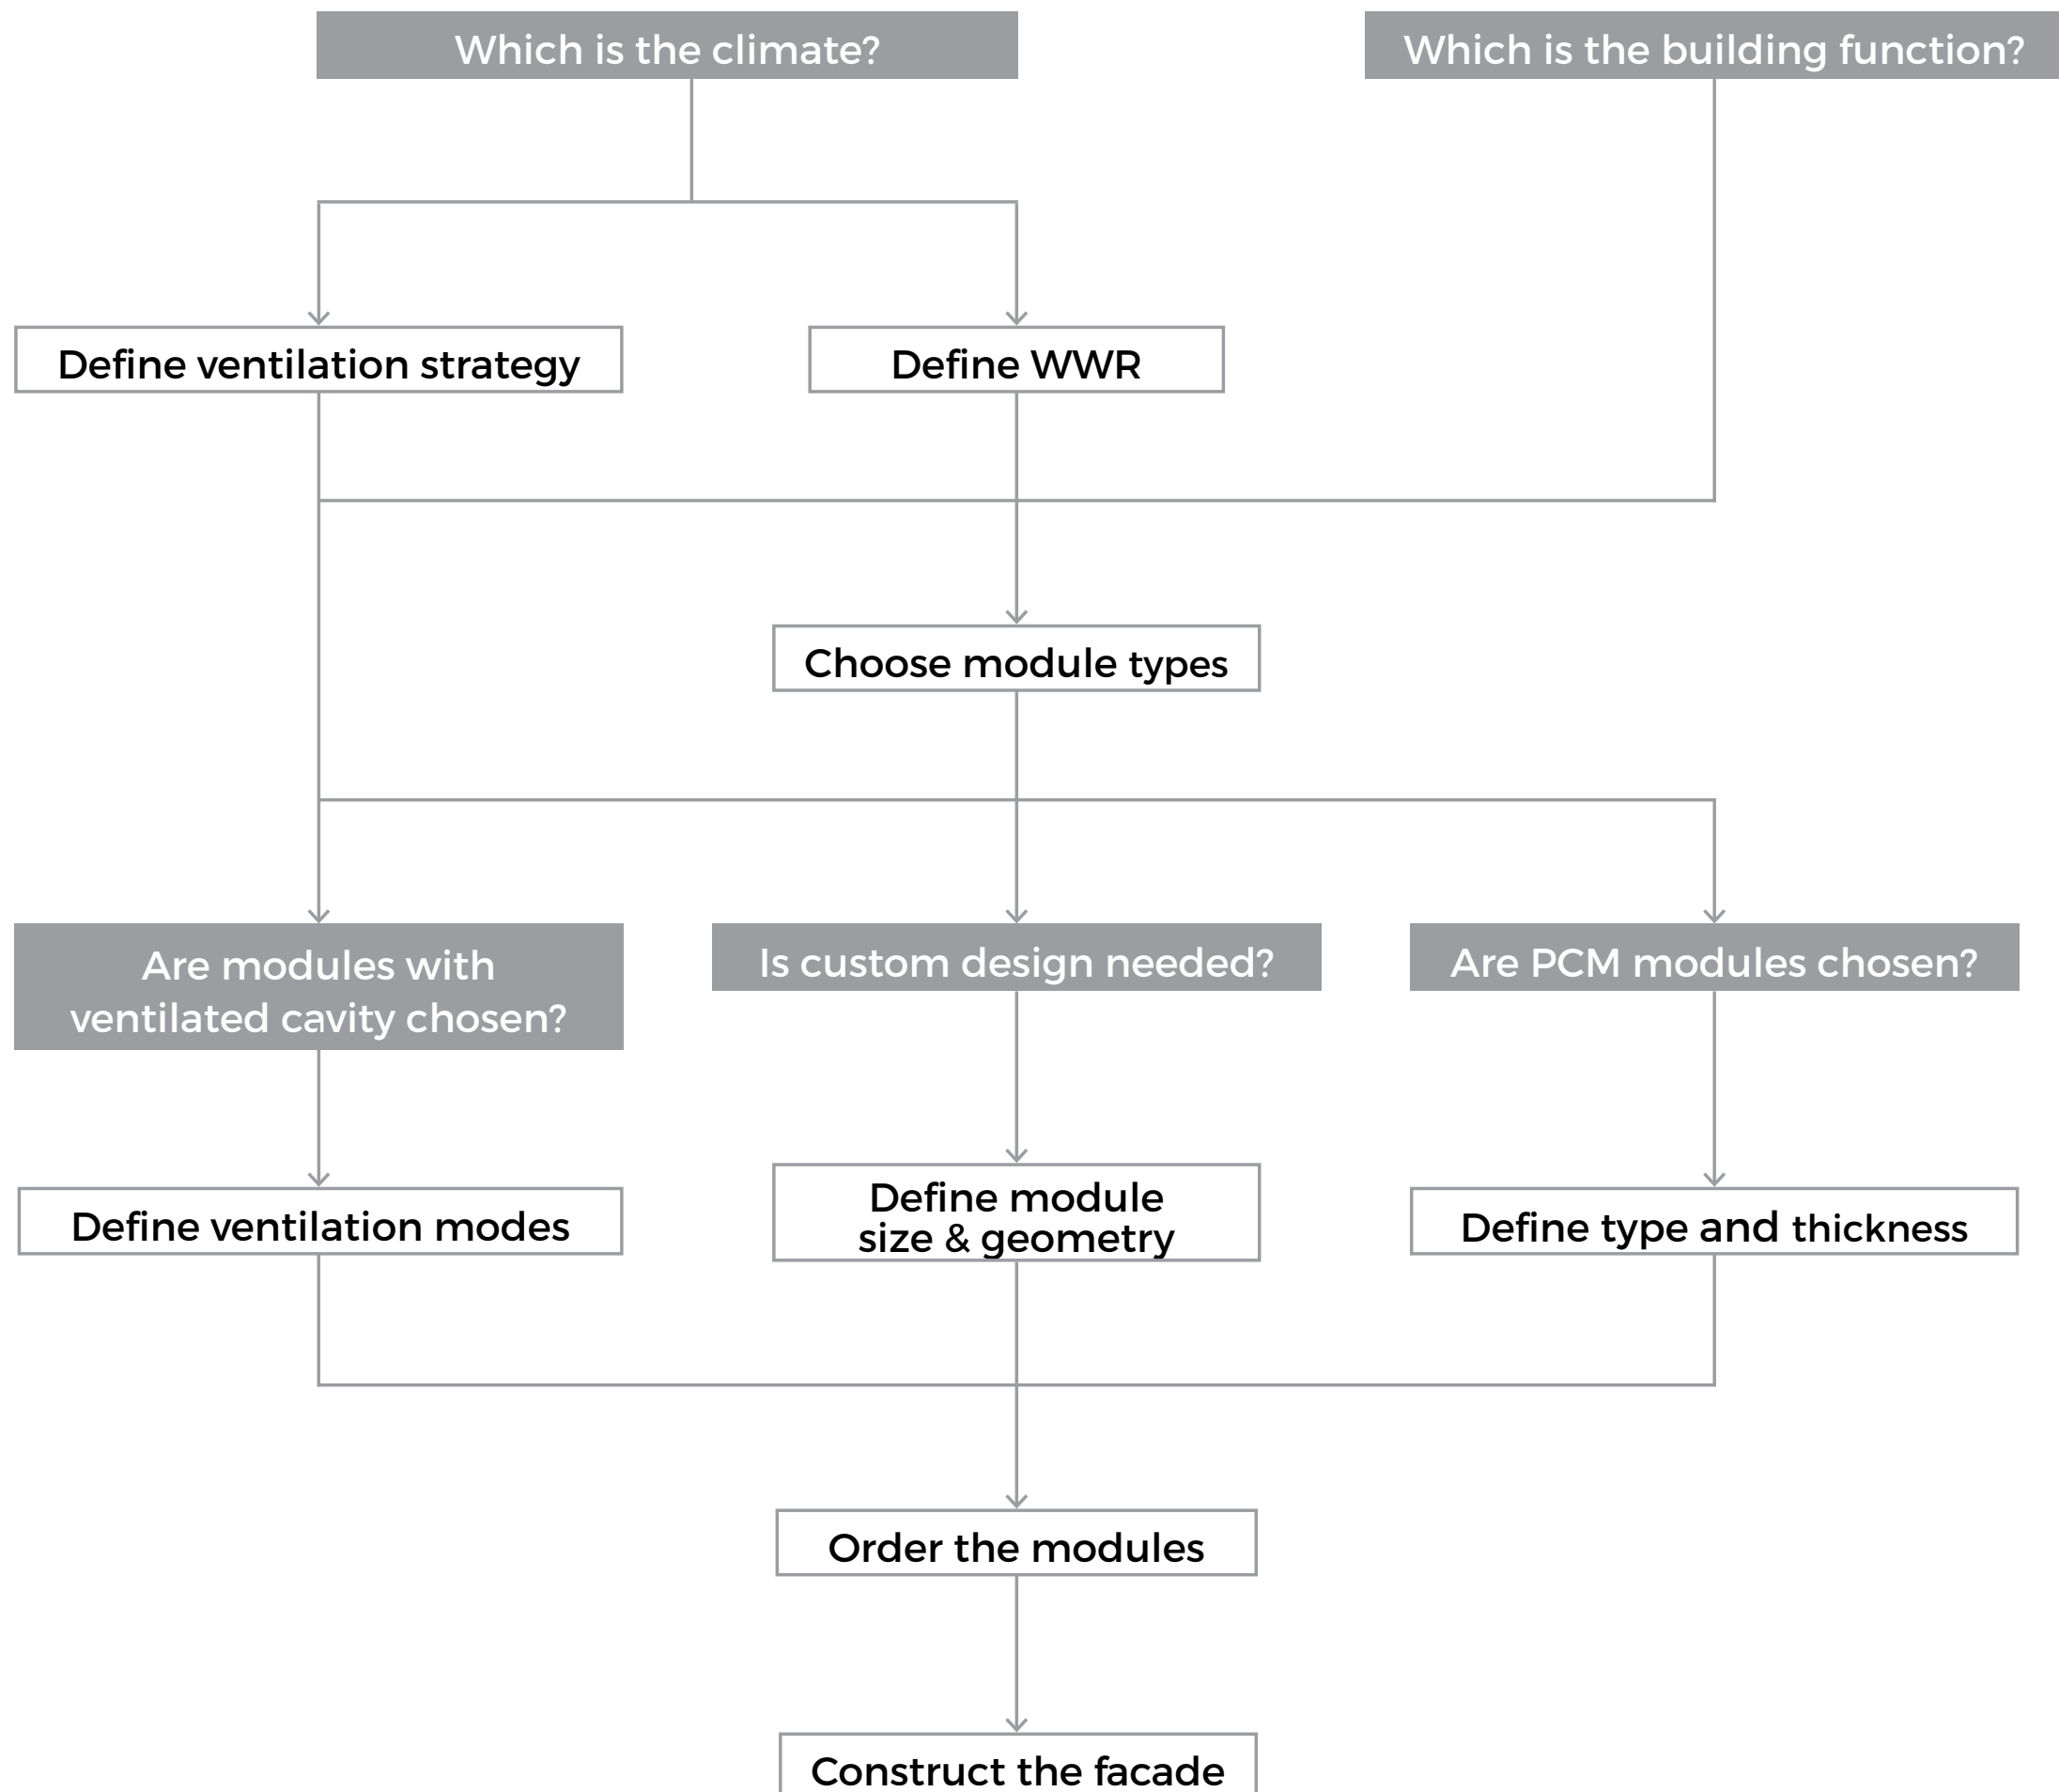 Which is the climate?
Which is the building function?
Define ventilation strategy
Define WWR
Choose module types
Are modules with
ventilated cavity chosen?
Is custom design needed?
Are PCM modules chosen?
Define ventilation modes
Define module
size & geometry
Define type and thickness
Order the modules
Construct the facade